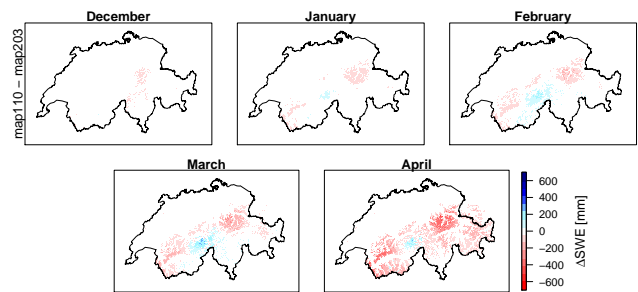 December
January
February
map110 − map203
March
April
600
400
200
0
−200
−400
−600
ΔSWE [mm]